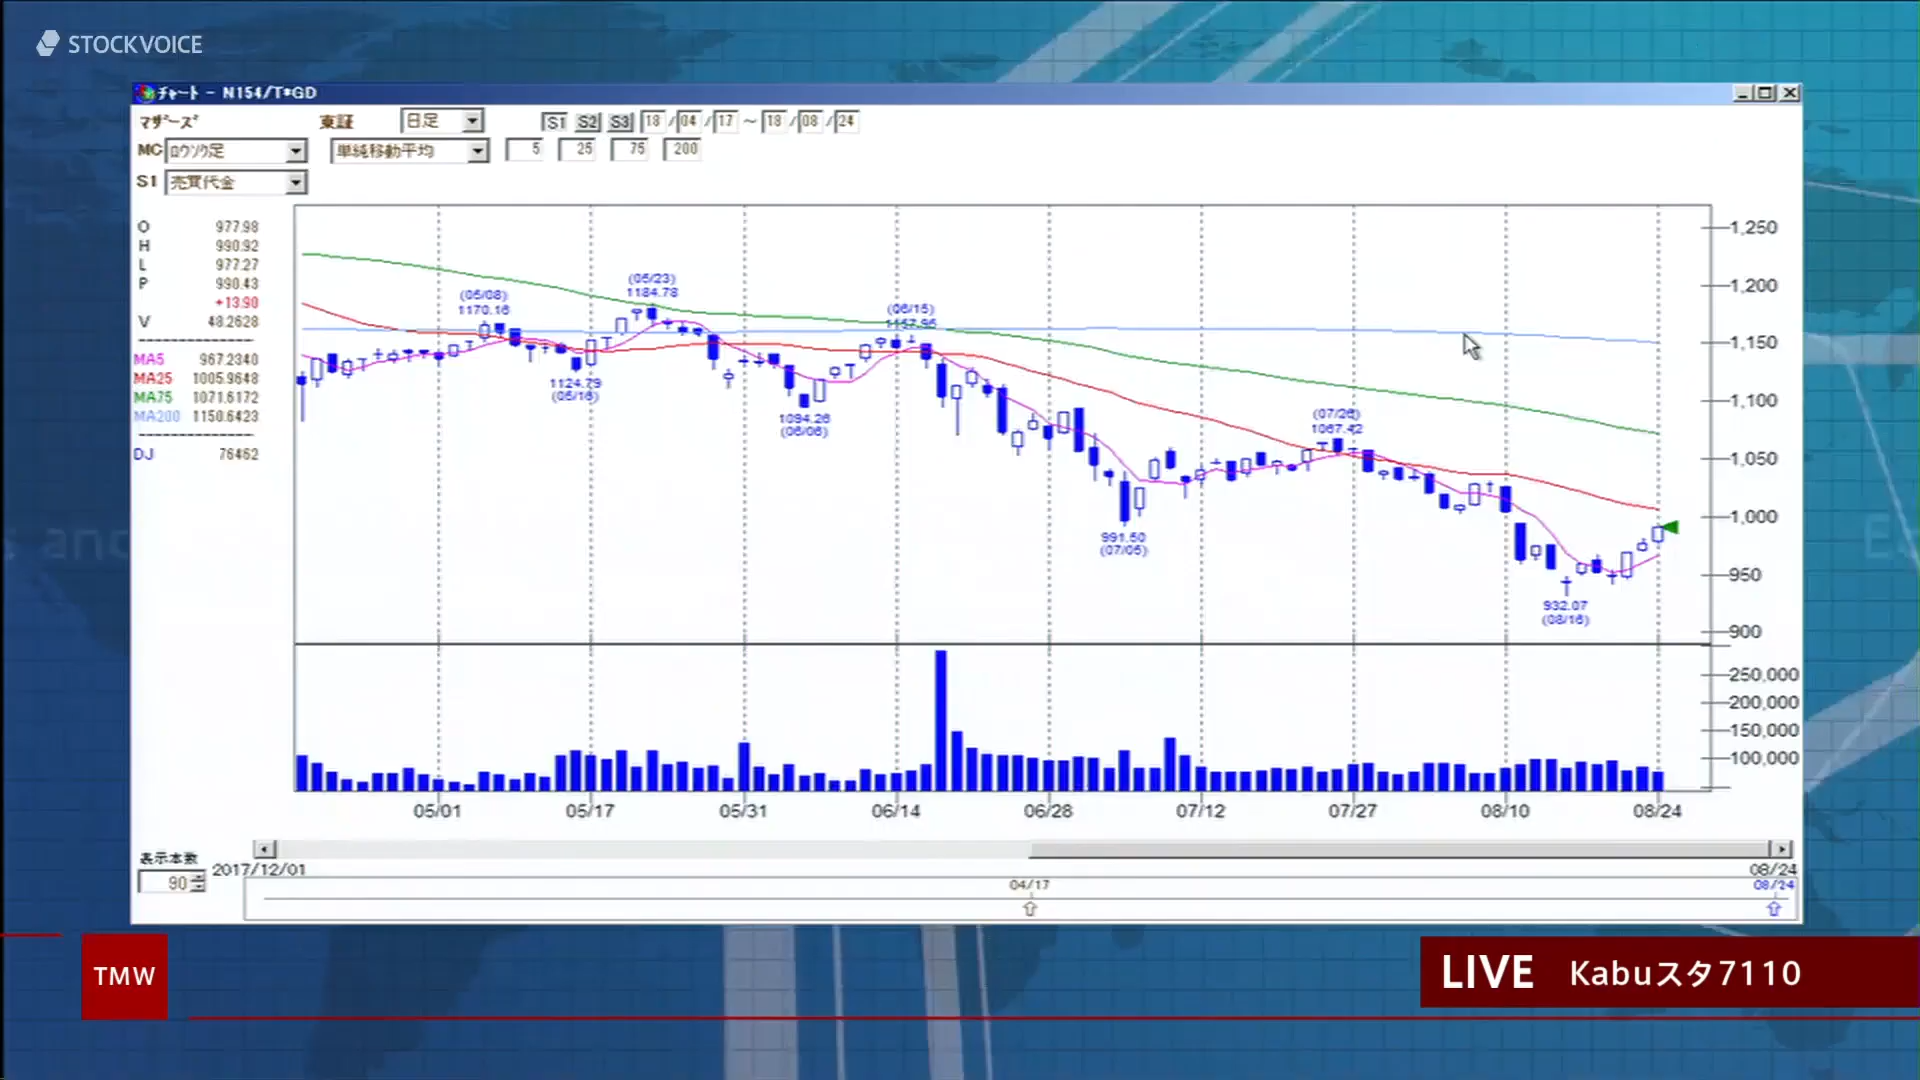 STOCKVOICE
チャート - N154/T*GD
マザーズ 東証 日足 S1 S2 S3 18 / 04 / 17 ～ 18 / 08 / 24
MC ロウソク足 単純移動平均 5 25 75 200
S1 売買代金
O 977.98
H 990.92
L 977.27
P 990.43
+13.90
V 48.2628
MA5 967.2340
MA25 1005.9648
MA75 1071.6172
MA200 1150.6423
DJ 76462
(05/08)
1170.16
(05/23)
1184.78
(06/15)
1157.95
1124.79
(05/16)
1094.26
(06/06)
(07/26)
1067.42
991.50
(07/05)
932.07
(08/16)
1,250
1,200
1,150
1,100
1,050
1,000
950
900
250,000
200,000
150,000
100,000
05/01 05/17 05/31 06/14 06/28 07/12 07/27 08/10 08/24
表示本数
90
2017/12/01 08/24
04/17 08/24
TMW
LIVE Kabuスタ7110